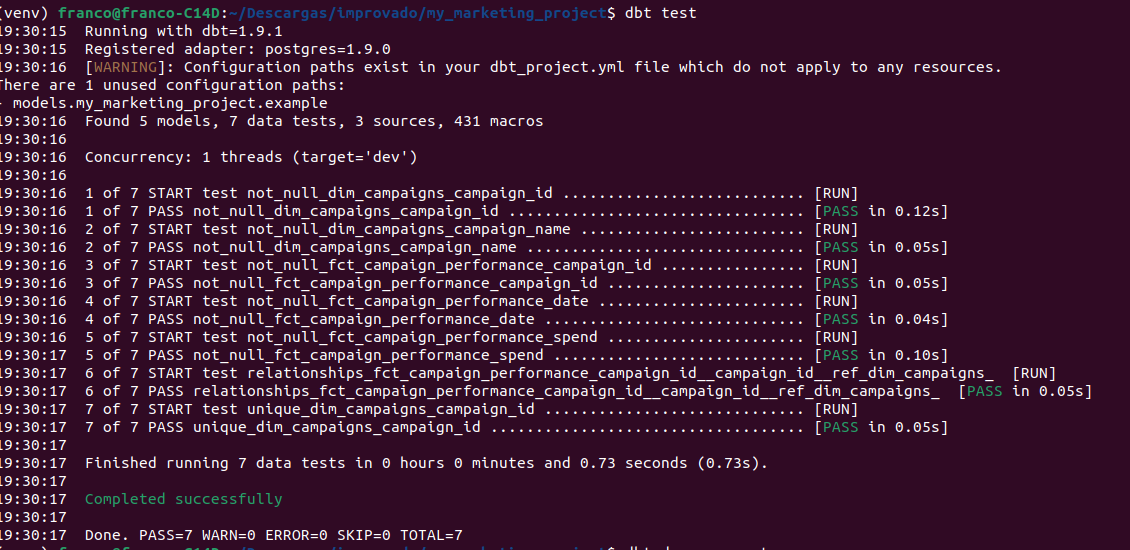 (venv) franco@franco-C14D:~/Descargas/improvado/my_marketing_project$ dbt test
19:30:15  Running with dbt=1.9.1
19:30:15  Registered adapter: postgres=1.9.0
19:30:16  [WARNING]: Configuration paths exist in your dbt_project.yml file which do not apply to any resources.
There are 1 unused configuration paths:
- models.my_marketing_project.example
19:30:16  Found 5 models, 7 data tests, 3 sources, 431 macros
19:30:16
19:30:16  Concurrency: 1 threads (target='dev')
19:30:16
19:30:16  1 of 7 START test not_null_dim_campaigns_campaign_id ........................... [RUN]
19:30:16  1 of 7 PASS not_null_dim_campaigns_campaign_id ................................. [PASS in 0.12s]
19:30:16  2 of 7 START test not_null_dim_campaigns_campaign_name ......................... [RUN]
19:30:16  2 of 7 PASS not_null_dim_campaigns_campaign_name ............................... [PASS in 0.05s]
19:30:16  3 of 7 START test not_null_fct_campaign_performance_campaign_id ................ [RUN]
19:30:16  3 of 7 PASS not_null_fct_campaign_performance_campaign_id ...................... [PASS in 0.05s]
19:30:16  4 of 7 START test not_null_fct_campaign_performance_date ....................... [RUN]
19:30:16  4 of 7 PASS not_null_fct_campaign_performance_date ............................. [PASS in 0.04s]
19:30:16  5 of 7 START test not_null_fct_campaign_performance_spend ...................... [RUN]
19:30:17  5 of 7 PASS not_null_fct_campaign_performance_spend ............................ [PASS in 0.10s]
19:30:17  6 of 7 START test relationships_fct_campaign_performance_campaign_id__campaign_id__ref_dim_campaigns_  [RUN]
19:30:17  6 of 7 PASS relationships_fct_campaign_performance_campaign_id__campaign_id__ref_dim_campaigns_  [PASS in 0.05s]
19:30:17  7 of 7 START test unique_dim_campaigns_campaign_id ............................. [RUN]
19:30:17  7 of 7 PASS unique_dim_campaigns_campaign_id ................................... [PASS in 0.05s]
19:30:17
19:30:17  Finished running 7 data tests in 0 hours 0 minutes and 0.73 seconds (0.73s).
19:30:17
19:30:17  Completed successfully
19:30:17
19:30:17  Done. PASS=7 WARN=0 ERROR=0 SKIP=0 TOTAL=7